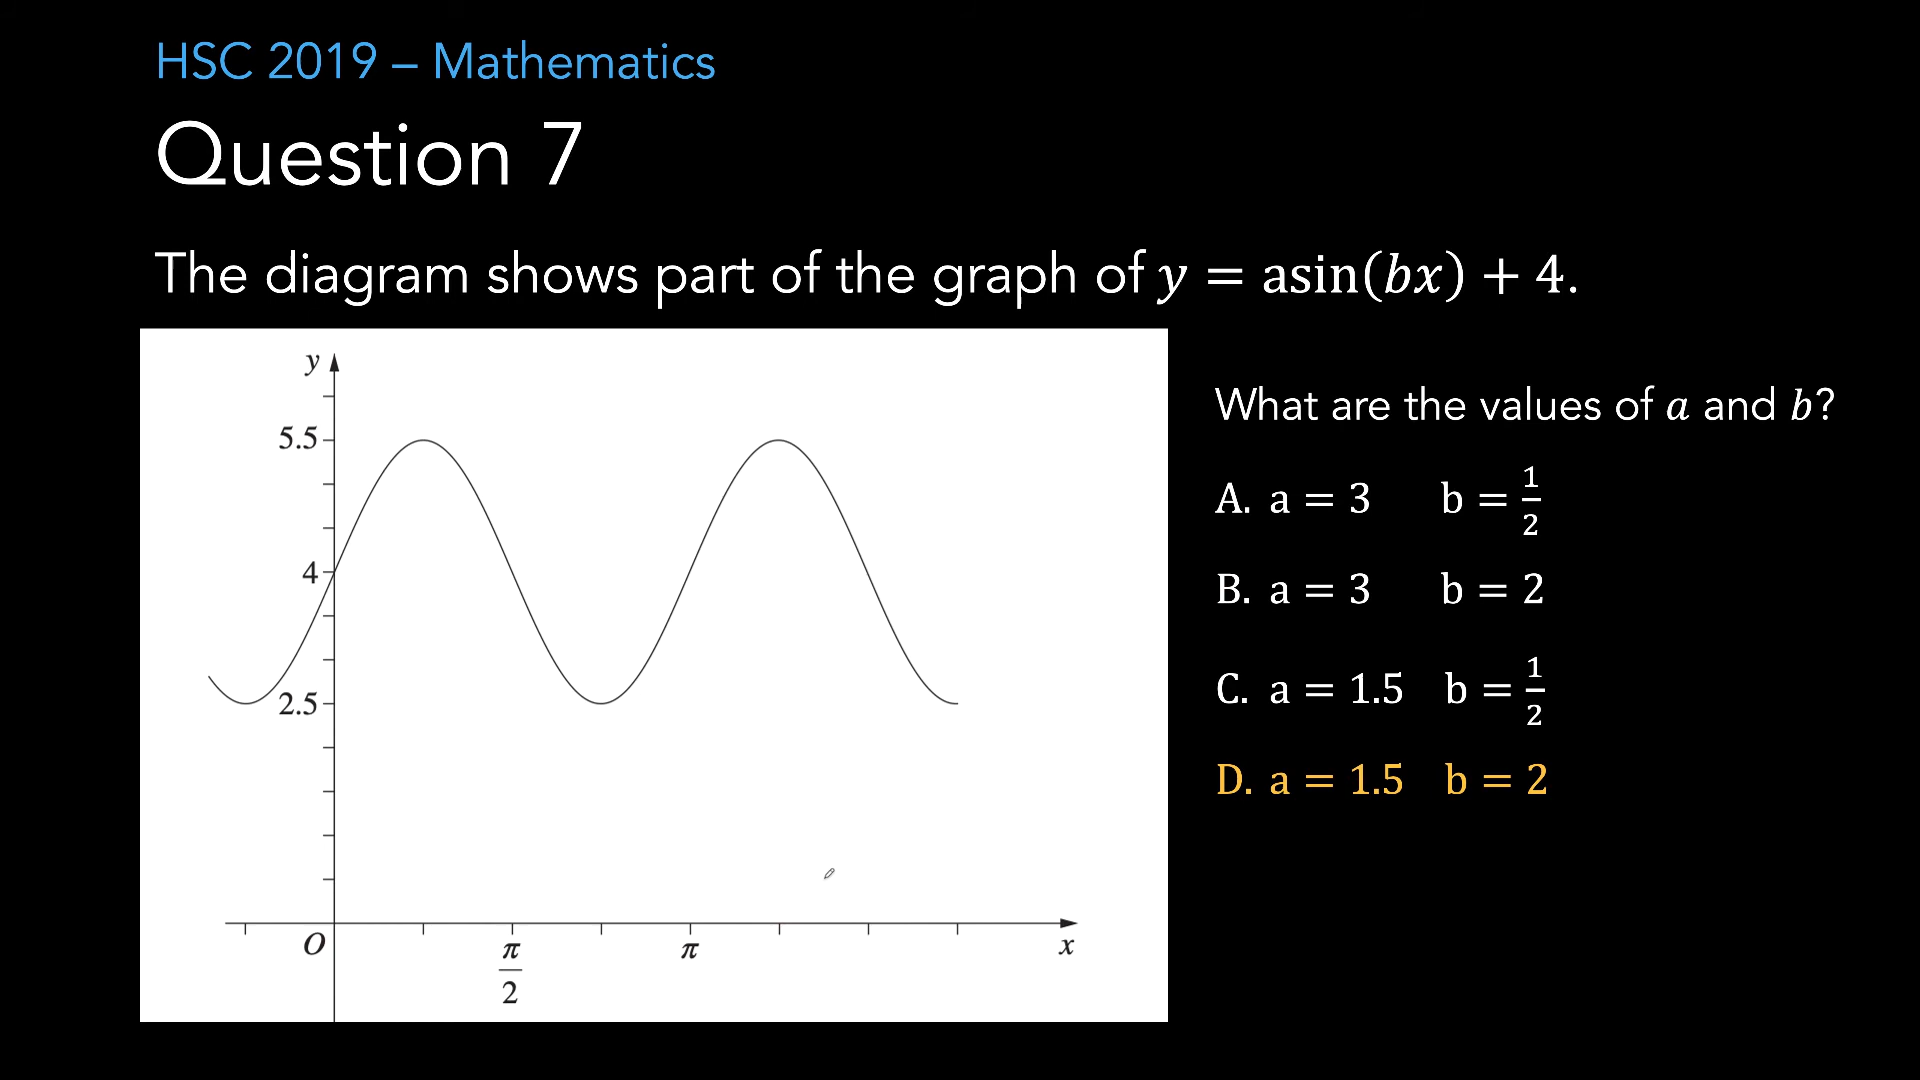 HSC 2019 – Mathematics
Question 7
The diagram shows part of the graph of y = asin(bx) + 4.
y
5.5
4
2.5
O
π/2
π
x
What are the values of a and b?
A. a = 3 b = 1/2
B. a = 3 b = 2
C. a = 1.5 b = 1/2
D. a = 1.5 b = 2